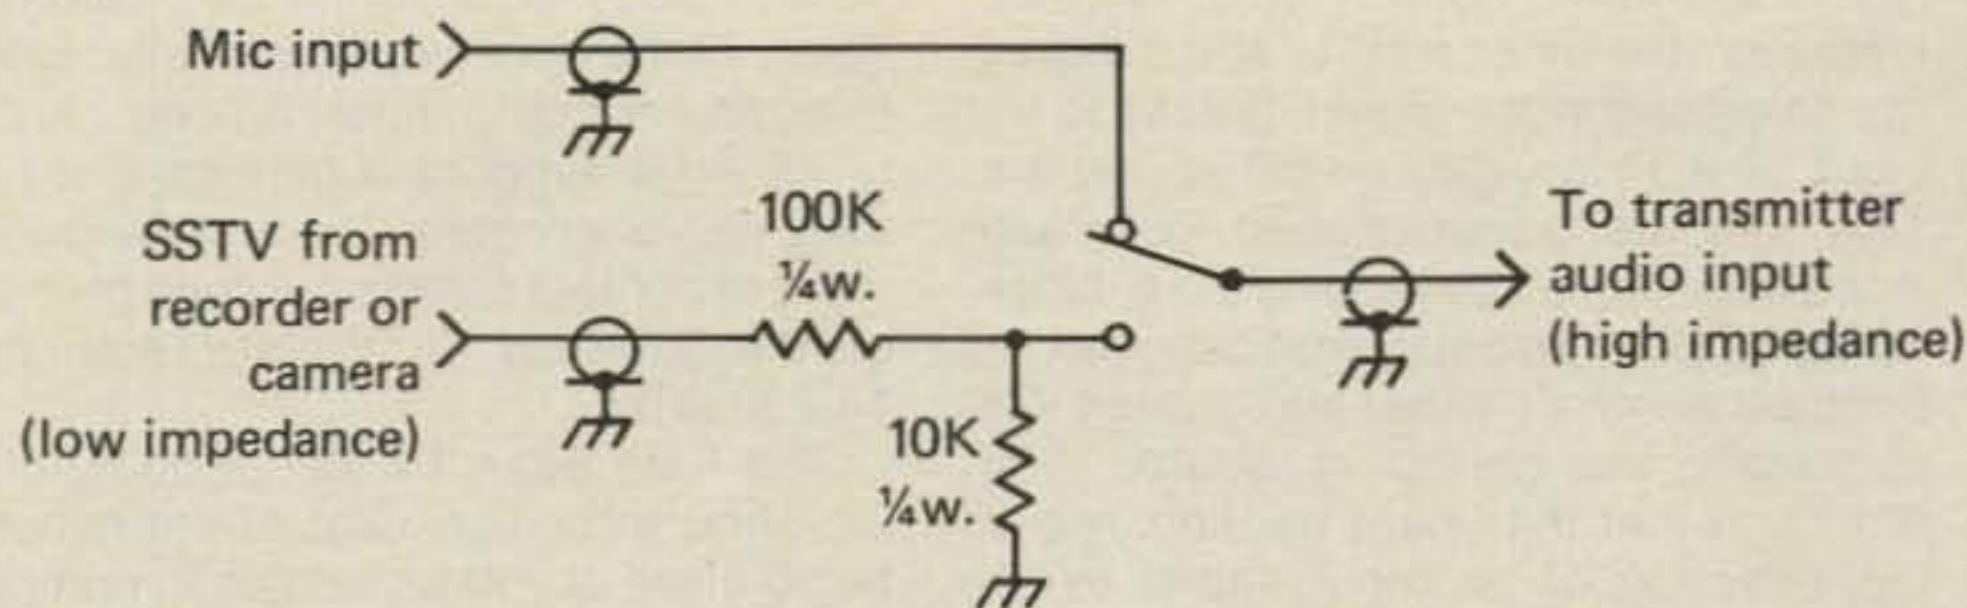 Mic input
SSTV from
recorder or
camera
(low impedance)
100K
¼w.
10K
¼w.
To transmitter
audio input
(high impedance)